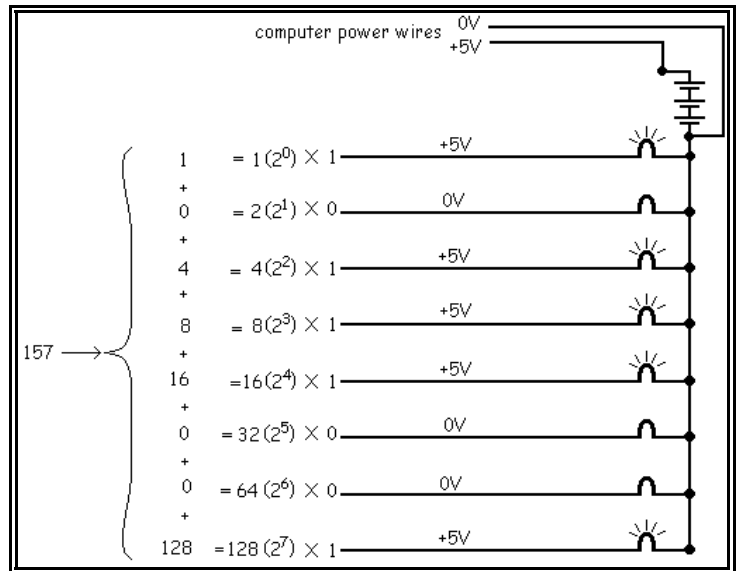 computer power wires 0V
+5V
1 = 1(2⁰) × 1 +5V
+
0 = 2(2¹) × 0 0V
+
4 = 4(2²) × 1 +5V
+
8 = 8(2³) × 1 +5V
+
157 → 16 =16(2⁴) × 1 +5V
+
0 = 32(2⁵) × 0 0V
+
0 = 64(2⁶) × 0 0V
+
128 =128(2⁷) × 1 +5V